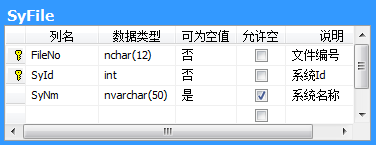 SyFile
列名 数据类型 可为空值 允许空 说明
FileNo nchar(12) 否 文件编号
SyId int 否 系统Id
SyNm nvarchar(50) 是 系统名称